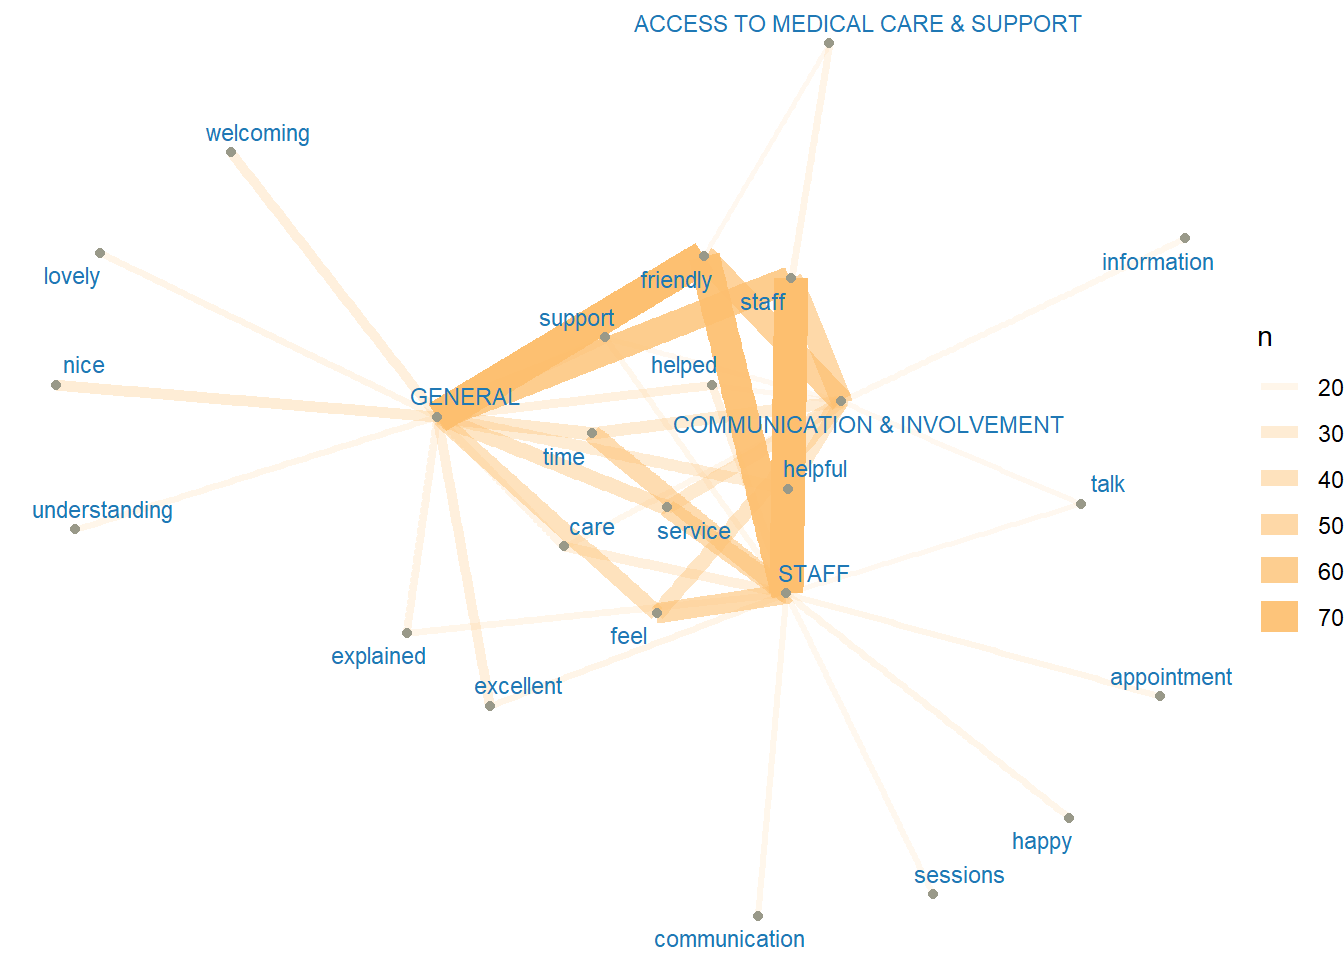 ACCESS TO MEDICAL CARE & SUPPORT
welcoming
information
lovely
friendly
staff
support
n
nice
helped
20
GENERAL
COMMUNICATION & INVOLVEMENT
30
time
helpful
40
talk
understanding
care
service
50
STAFF
60
feel
70
explained
excellent
appointment
happy
sessions
communication